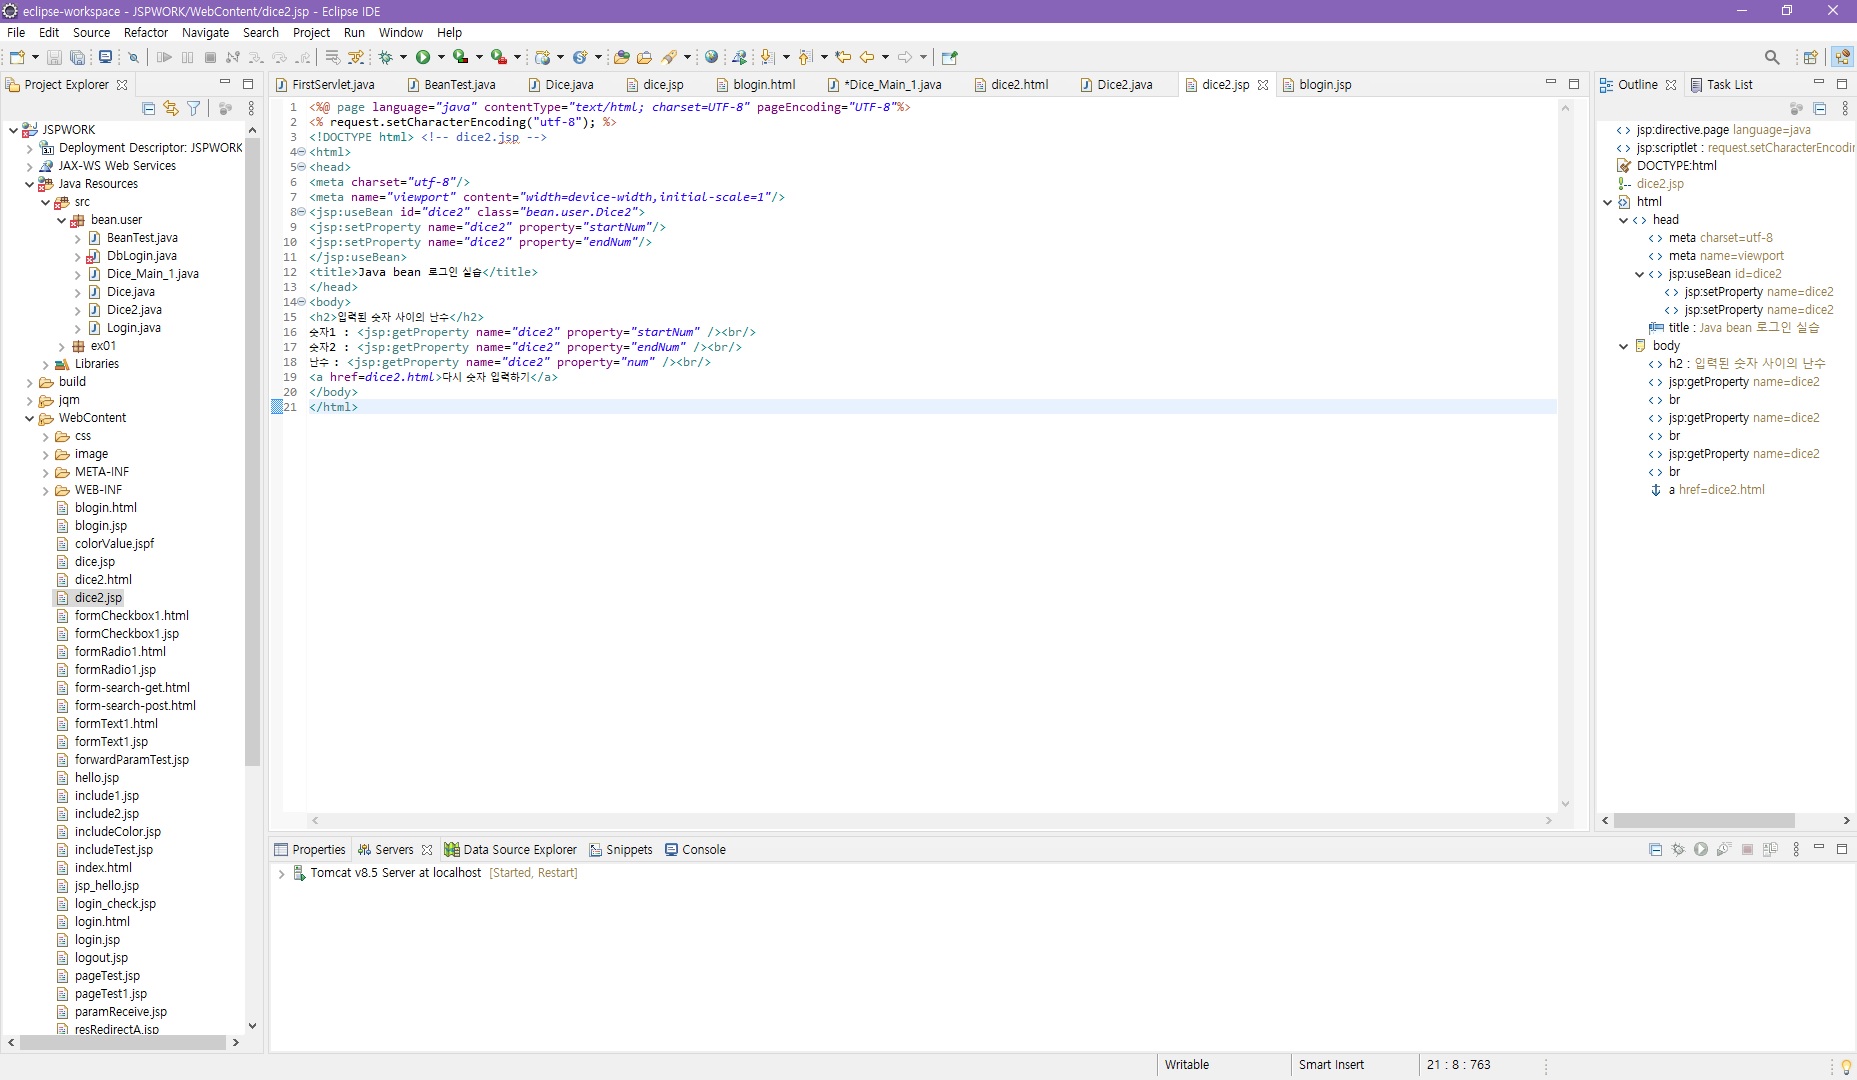 eclipse-workspace - JSPWORK/WebContent/dice2.jsp - Eclipse IDE
File Edit Source Refactor Navigate Search Project Run Window Help
Project Explorer
JSPWORK
Deployment Descriptor: JSPWORK
JAX-WS Web Services
Java Resources
src
bean.user
BeanTest.java
DbLogin.java
Dice_Main_1.java
Dice.java
Dice2.java
Login.java
ex01
Libraries
build
jqm
WebContent
css
image
META-INF
WEB-INF
blogin.html
blogin.jsp
colorValue.jspf
dice.jsp
dice2.html
dice2.jsp
formCheckbox1.html
formCheckbox1.jsp
formRadio1.html
formRadio1.jsp
form-search-get.html
form-search-post.html
formText1.html
formText1.jsp
forwardParamTest.jsp
hello.jsp
include1.jsp
include2.jsp
includeColor.jsp
includeTest.jsp
index.html
jsp_hello.jsp
login_check.jsp
login.html
login.jsp
logout.jsp
pageTest.jsp
pageTest1.jsp
paramReceive.jsp
resRedirectA.jsp
FirstServlet.java BeanTest.java Dice.java dice.jsp blogin.html *Dice_Main_1.java dice2.html Dice2.java dice2.jsp blogin.jsp
1 <%@ page language="java" contentType="text/html; charset=UTF-8" pageEncoding="UTF-8"%>
2 <% request.setCharacterEncoding("utf-8"); %>
3 <!DOCTYPE html> <!-- dice2.jsp -->
4 <html>
5 <head>
6 <meta charset="utf-8"/>
7 <meta name="viewport" content="width=device-width,initial-scale=1"/>
8 <jsp:useBean id="dice2" class="bean.user.Dice2">
9 <jsp:setProperty name="dice2" property="startNum"/>
10 <jsp:setProperty name="dice2" property="endNum"/>
11 </jsp:useBean>
12 <title>Java bean 로그인 실습</title>
13 </head>
14 <body>
15 <h2>입력된 숫자 사이의 난수</h2>
16 숫자1 : <jsp:getProperty name="dice2" property="startNum" /><br/>
17 숫자2 : <jsp:getProperty name="dice2" property="endNum" /><br/>
18 난수 : <jsp:getProperty name="dice2" property="num" /><br/>
19 <a href=dice2.html>다시 숫자 입력하기</a>
20 </body>
21 </html>
Outline Task List
jsp:directive.page language=java
jsp:scriptlet : request.setCharacterEncodin
DOCTYPE:html
dice2.jsp
html
head
meta charset=utf-8
meta name=viewport
jsp:useBean id=dice2
jsp:setProperty name=dice2
jsp:setProperty name=dice2
title : Java bean 로그인 실습
body
h2 : 입력된 숫자 사이의 난수
jsp:getProperty name=dice2
br
jsp:getProperty name=dice2
br
jsp:getProperty name=dice2
br
a href=dice2.html
Properties Servers Data Source Explorer Snippets Console
Tomcat v8.5 Server at localhost [Started, Restart]
Writable Smart Insert 21 : 8 : 763